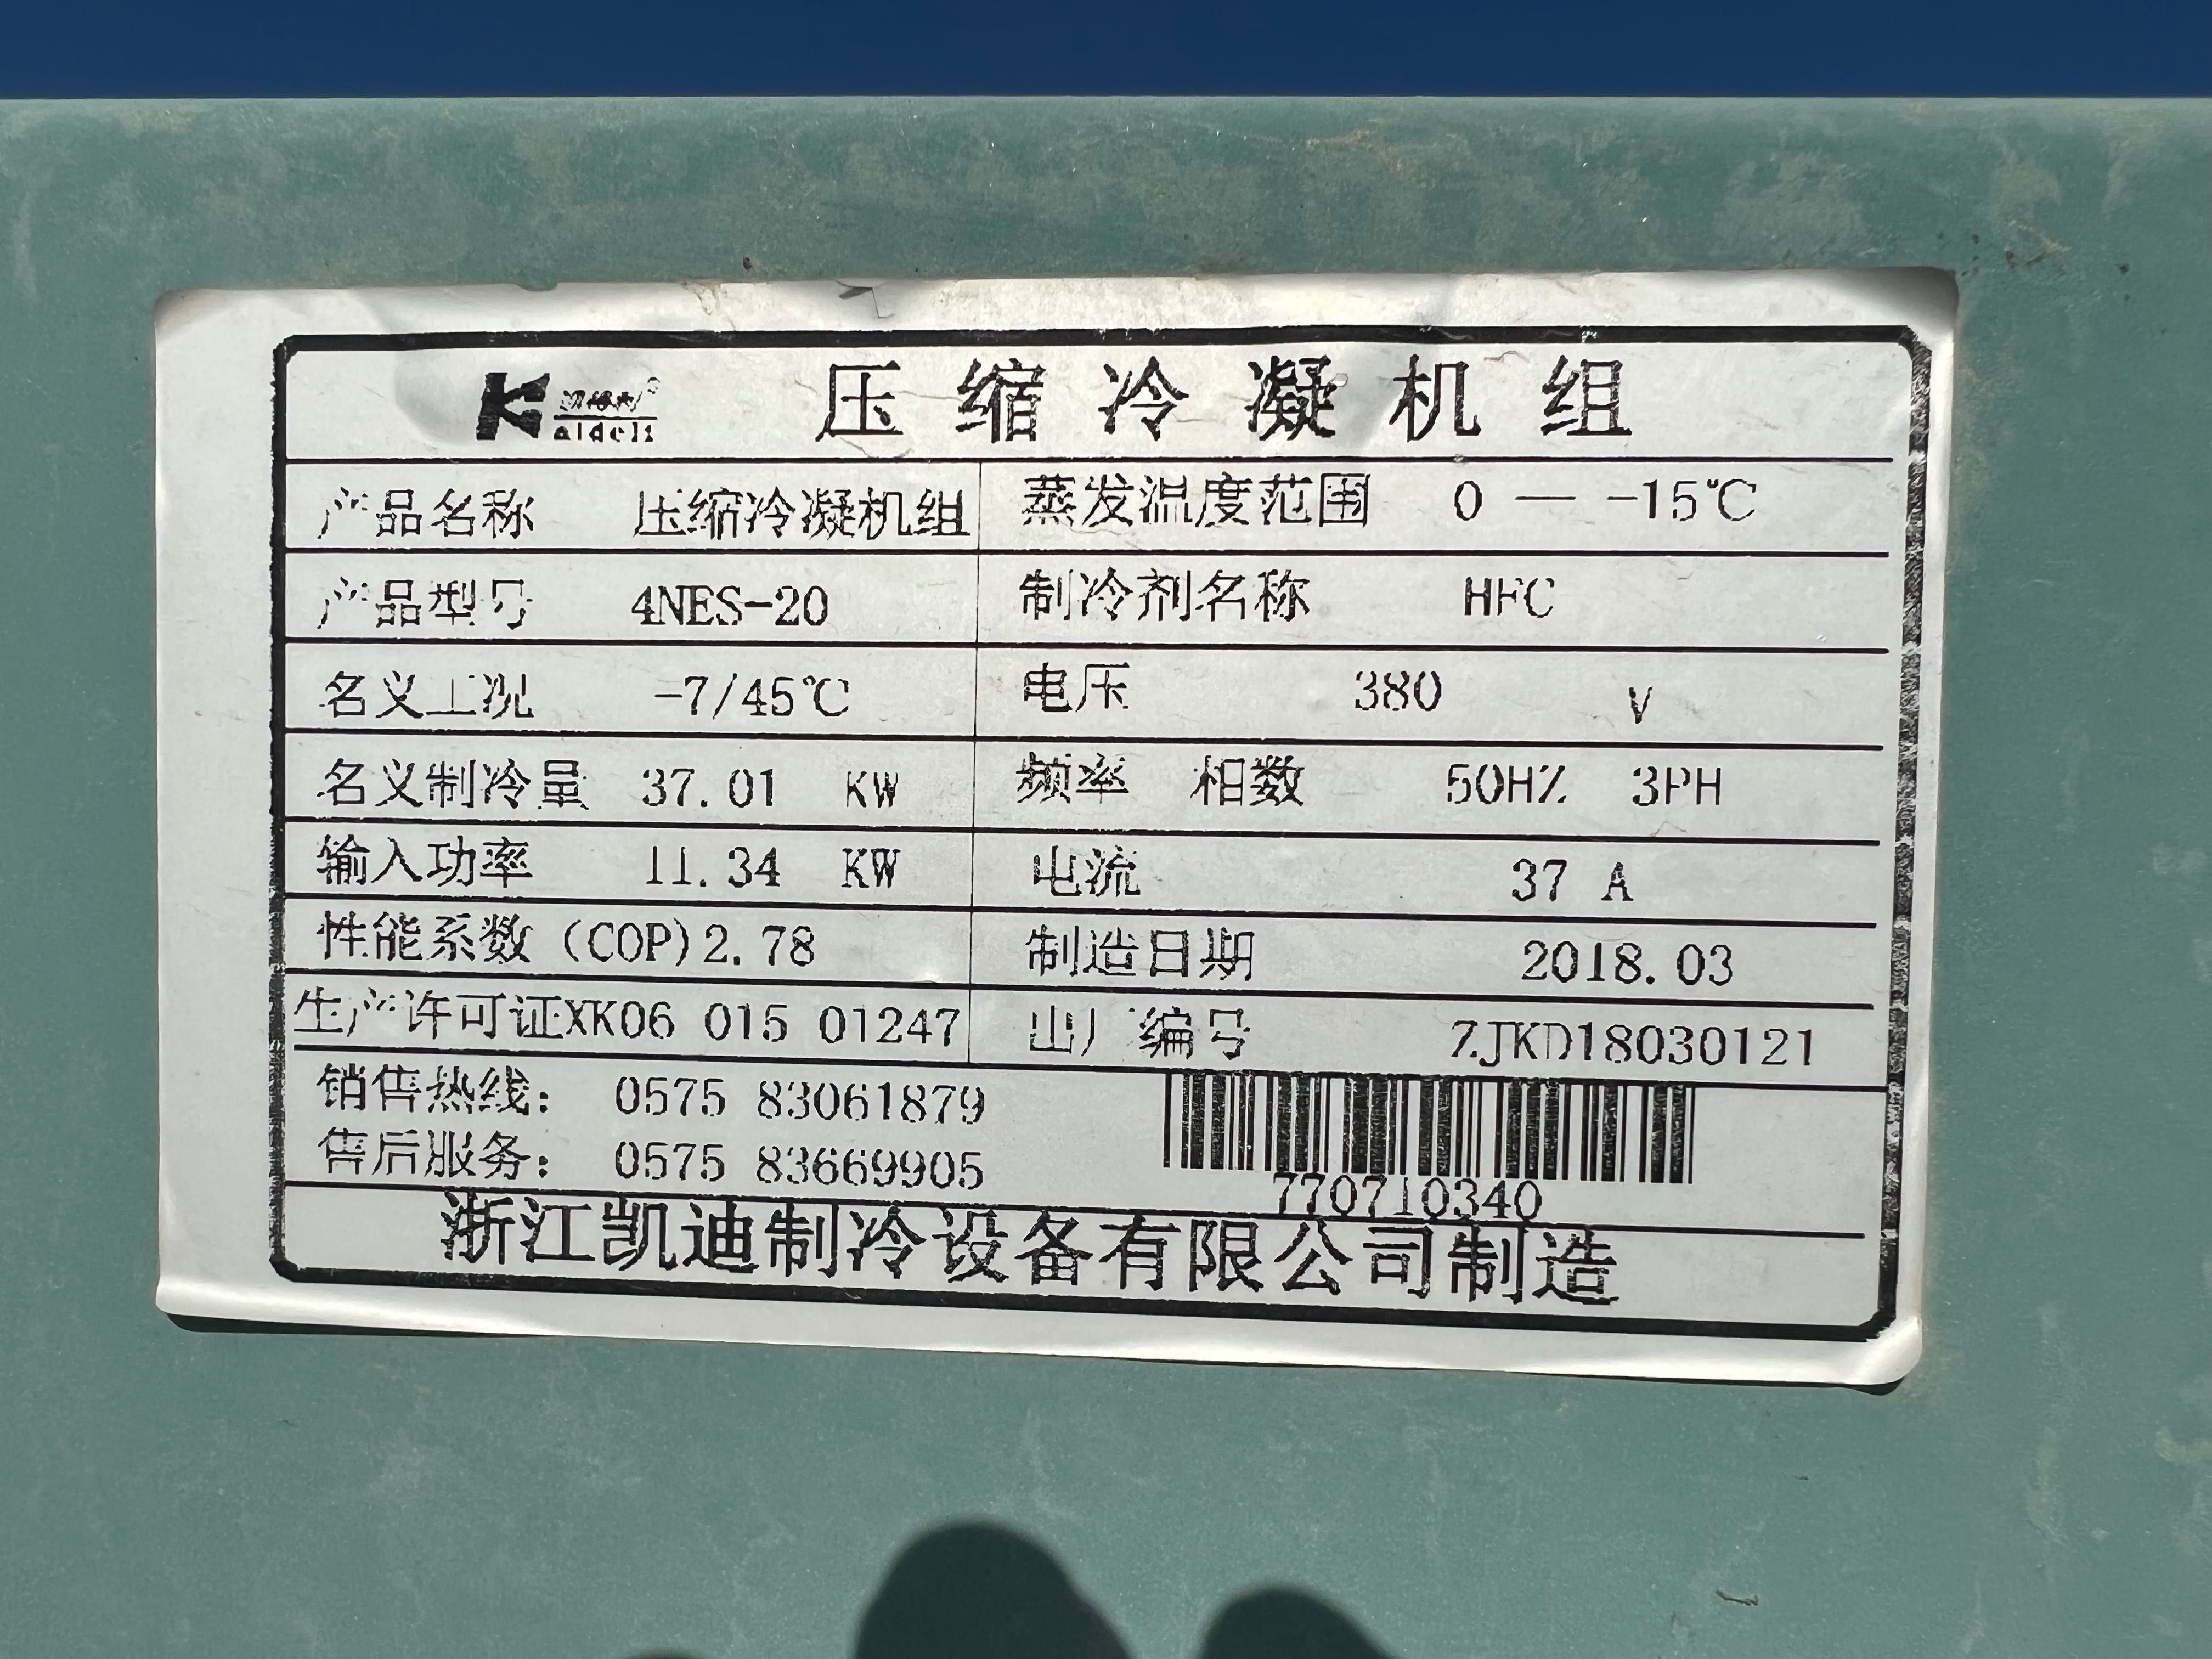 压缩冷凝机组
产品名称 压缩冷凝机组 蒸发温度范围 0 — -15℃
产品型号 4NES-20 制冷剂名称 HFC
名义工况 -7/45℃ 电压 380 V
名义制冷量 37.01 KW 频率 相数 50HZ 3PH
输入功率 11.34 KW 电流 37 A
性能系数(COP)2.78 制造日期 2018.03
生产许可证XK06 015 01247 出厂编号 ZJKD18030121
销售热线: 0575 83061879
售后服务: 0575 83669905
770710340
浙江凯迪制冷设备有限公司制造